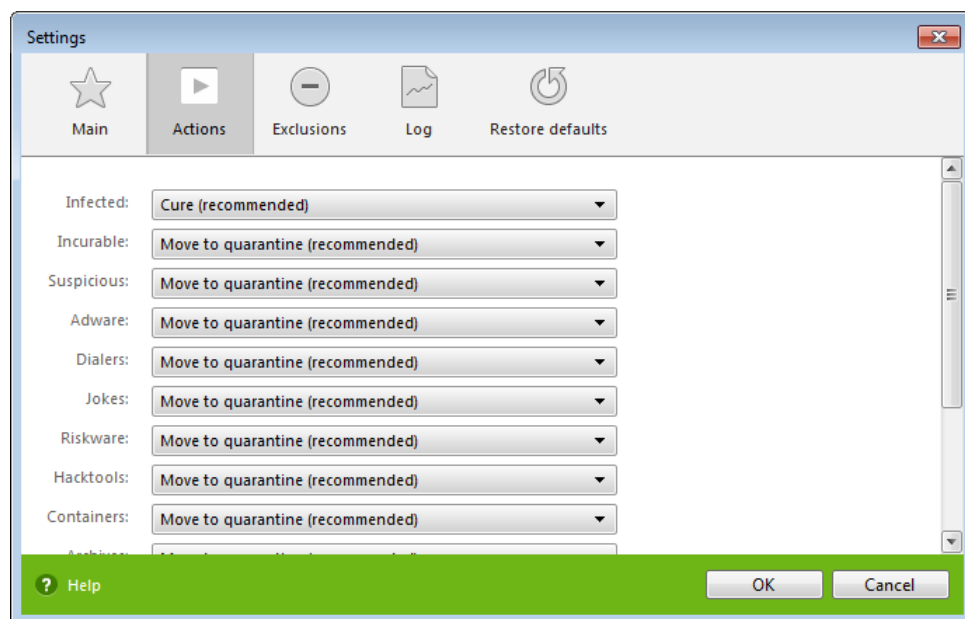 Settings
Main Actions Exclusions Log Restore defaults
Infected: Cure (recommended)
Incurable: Move to quarantine (recommended)
Suspicious: Move to quarantine (recommended)
Adware: Move to quarantine (recommended)
Dialers: Move to quarantine (recommended)
Jokes: Move to quarantine (recommended)
Riskware: Move to quarantine (recommended)
Hacktools: Move to quarantine (recommended)
Containers: Move to quarantine (recommended)
? Help OK Cancel